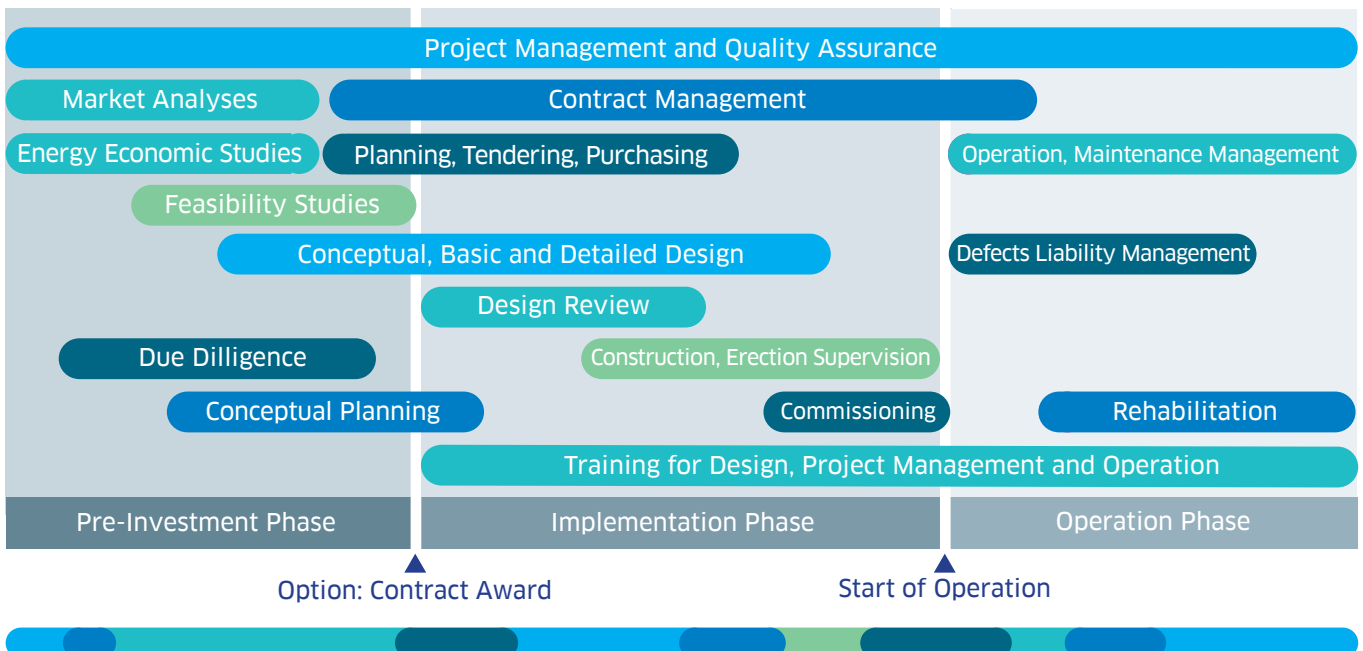 Project Management and Quality Assurance
Market Analyses
Contract Management
Energy Economic Studies
Planning, Tendering, Purchasing
Operation, Maintenance Management
Feasibility Studies
Conceptual, Basic and Detailed Design
Defects Liability Management
Design Review
Due Dilligence
Construction, Erection Supervision
Conceptual Planning
Commissioning
Rehabilitation
Training for Design, Project Management and Operation
Pre-Investment Phase
Implementation Phase
Operation Phase
Option: Contract Award
Start of Operation